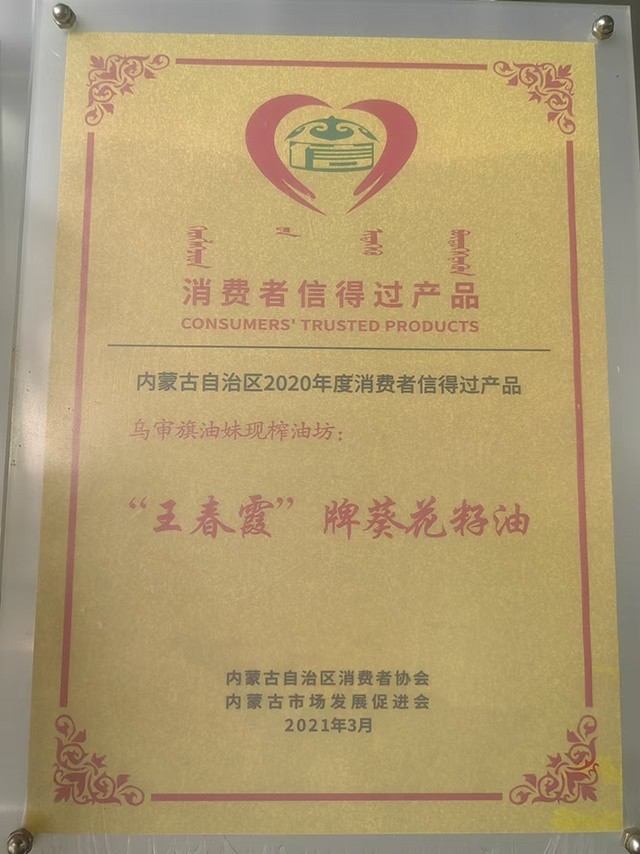 信
消费者信得过产品
CONSUMERS' TRUSTED PRODUCTS
内蒙古自治区2020年度消费者信得过产品
乌审旗油妹现榨油坊：
“王春霞”牌葵花籽油
内蒙古自治区消费者协会
内蒙古市场发展促进会
2021年3月